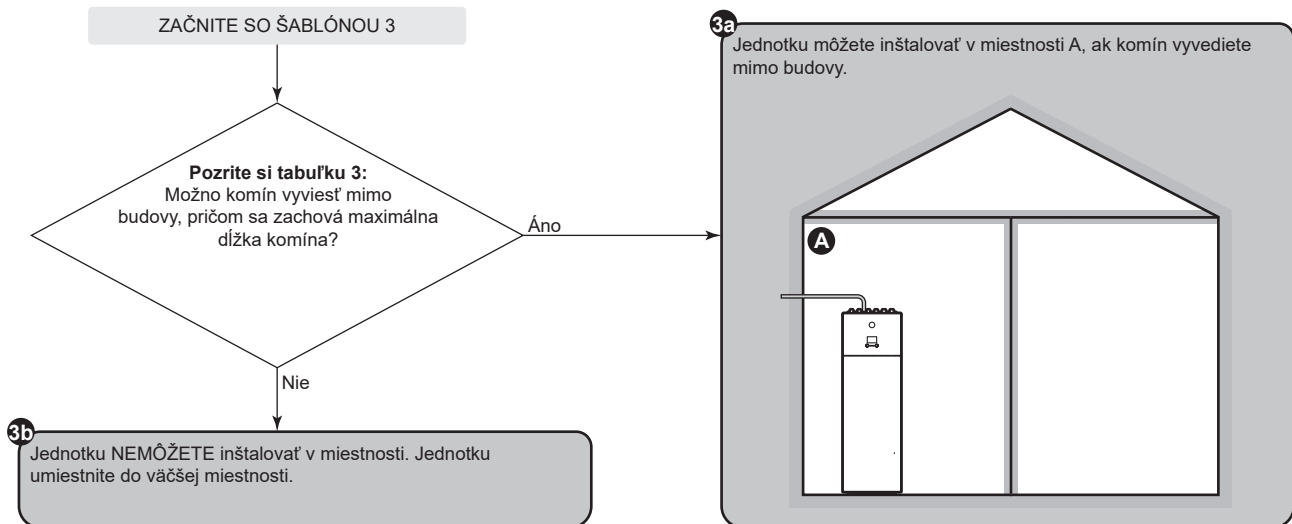 ZAČNITE SO ŠABLÓNOU 3
Pozrite si tabuľku 3:
Možno komín vyviesť mimo
budovy, pričom sa zachová maximálna
dĺžka komína?
Áno
Nie
3b
Jednotku NEMÔŽETE inštalovať v miestnosti. Jednotku
umiestnite do väčšej miestnosti.
3a
Jednotku môžete inštalovať v miestnosti A, ak komín vyvediete
mimo budovy.
A